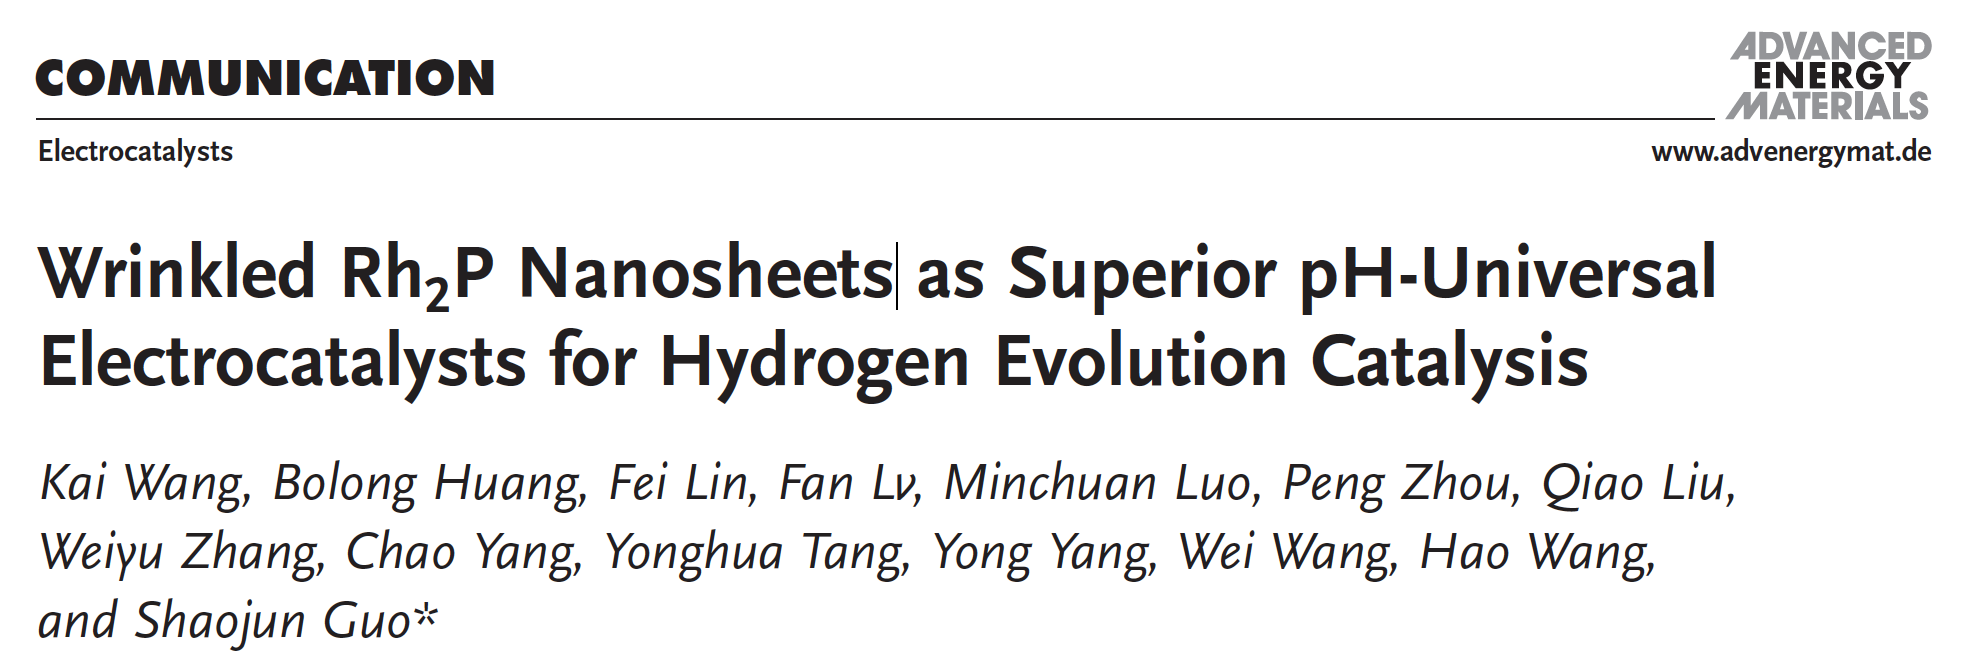 COMMUNICATION
ADVANCED
ENERGY
MATERIALS
Electrocatalysts
www.advenergymat.de
Wrinkled Rh₂P Nanosheets as Superior pH-Universal
Electrocatalysts for Hydrogen Evolution Catalysis
Kai Wang, Bolong Huang, Fei Lin, Fan Lv, Minchuan Luo, Peng Zhou, Qiao Liu,
Weiyu Zhang, Chao Yang, Yonghua Tang, Yong Yang, Wei Wang, Hao Wang,
and Shaojun Guo*